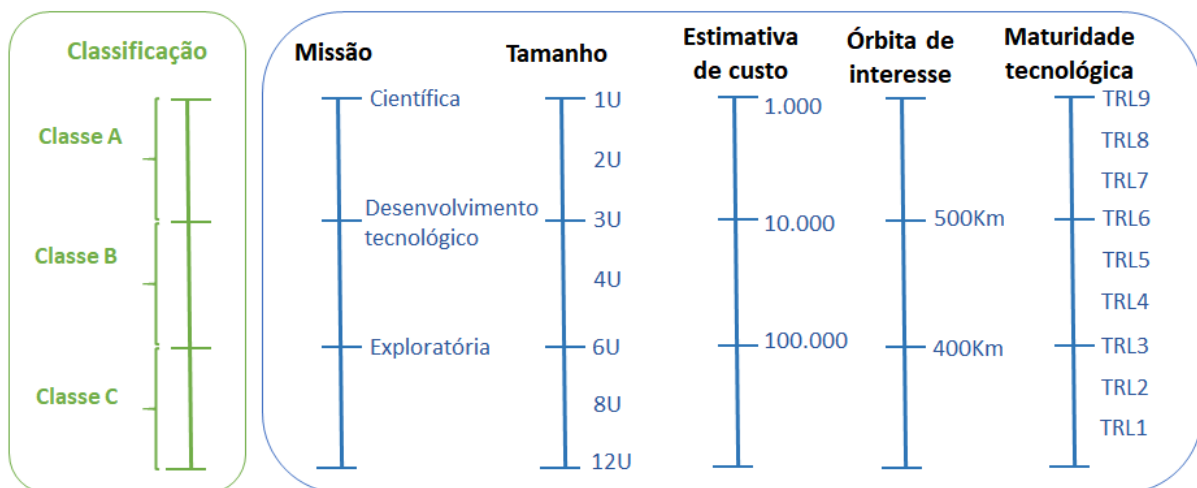 Classificação
Classe A
Classe B
Classe C
Missão
Científica
Desenvolvimento
tecnológico
Exploratória
Tamanho
1U
2U
3U
4U
6U
8U
12U
Estimativa
de custo
1.000
10.000
100.000
Órbita de
interesse
500Km
400Km
Maturidade
tecnológica
TRL9
TRL8
TRL7
TRL6
TRL5
TRL4
TRL3
TRL2
TRL1